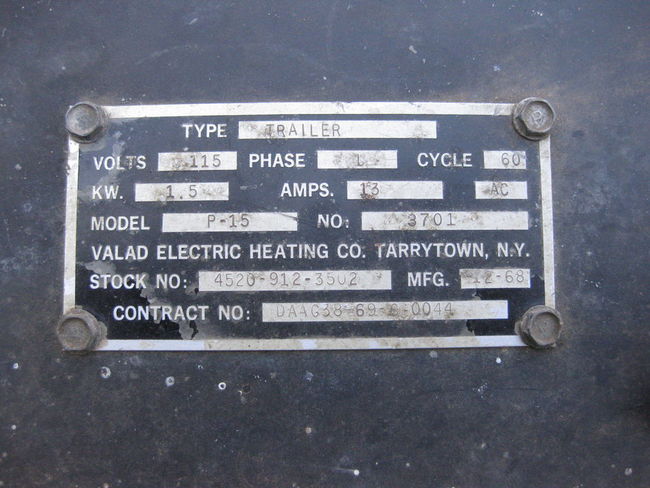 TYPE TRAILER
VOLTS 115 PHASE 1 CYCLE 60
KW. 1.5 AMPS. 13 AC
MODEL P-15 NO: 3701
VALAD ELECTRIC HEATING CO. TARRYTOWN, N.Y.
STOCK NO: 4520-912-3502 MFG. 12-68
CONTRACT NO: